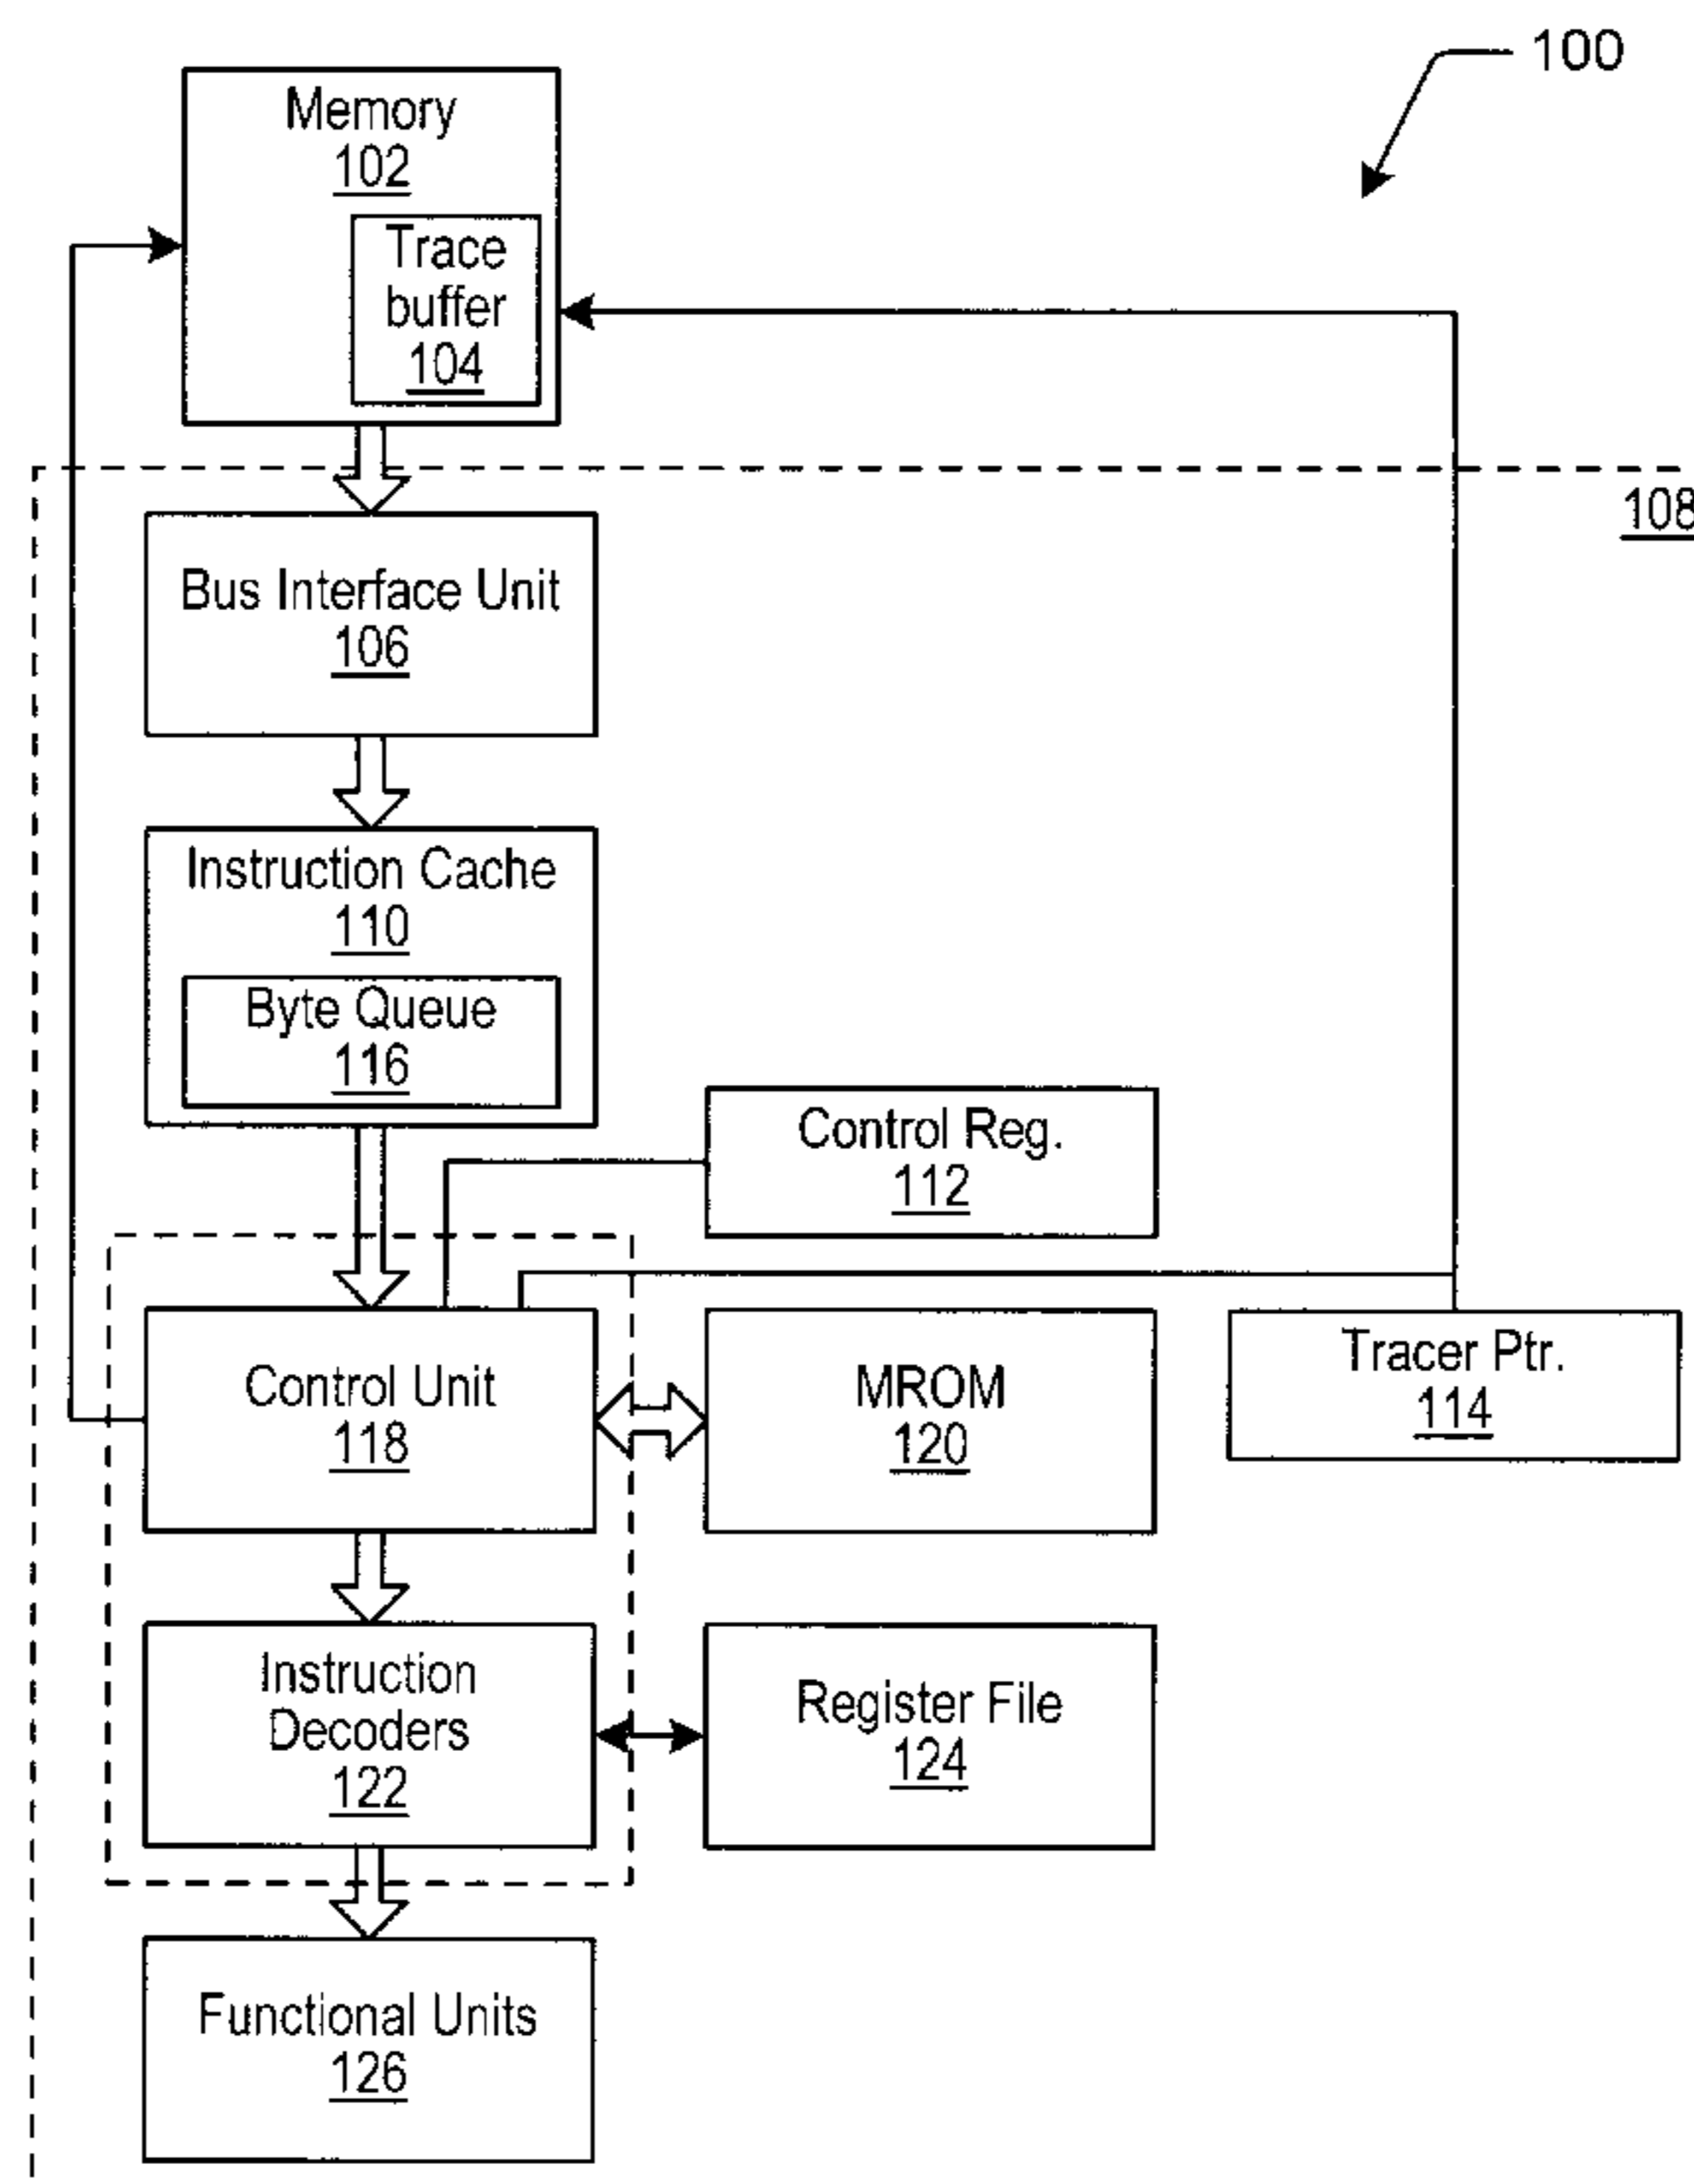 100
Memory
102
Trace
buffer
104
108
Bus Interface Unit
106
Instruction Cache
110
Byte Queue
116
Control Reg.
112
Control Unit
118
MROM
120
Tracer Ptr.
114
Instruction
Decoders
122
Register File
124
Functional Units
126